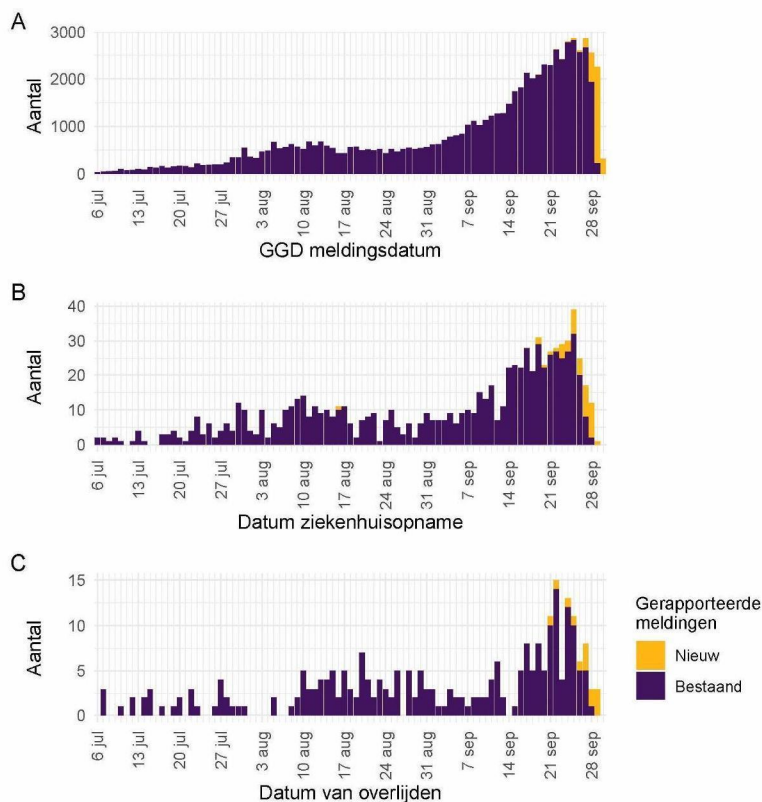 A
Aantal
3000
2000
1000
0
6 jul
13 jul
20 jul
27 jul
3 aug
10 aug
17 aug
24 aug
31 aug
7 sep
14 sep
21 sep
28 sep
GGD meldingsdatum
B
Aantal
40
30
20
10
0
6 jul
13 jul
20 jul
27 jul
3 aug
10 aug
17 aug
24 aug
31 aug
7 sep
14 sep
21 sep
28 sep
Datum ziekenhuisopname
C
Aantal
15
10
5
0
6 jul
13 jul
20 jul
27 jul
3 aug
10 aug
17 aug
24 aug
31 aug
7 sep
14 sep
21 sep
28 sep
Datum van overlijden
Gerapporteerde
meldingen
Nieuw
Bestaand